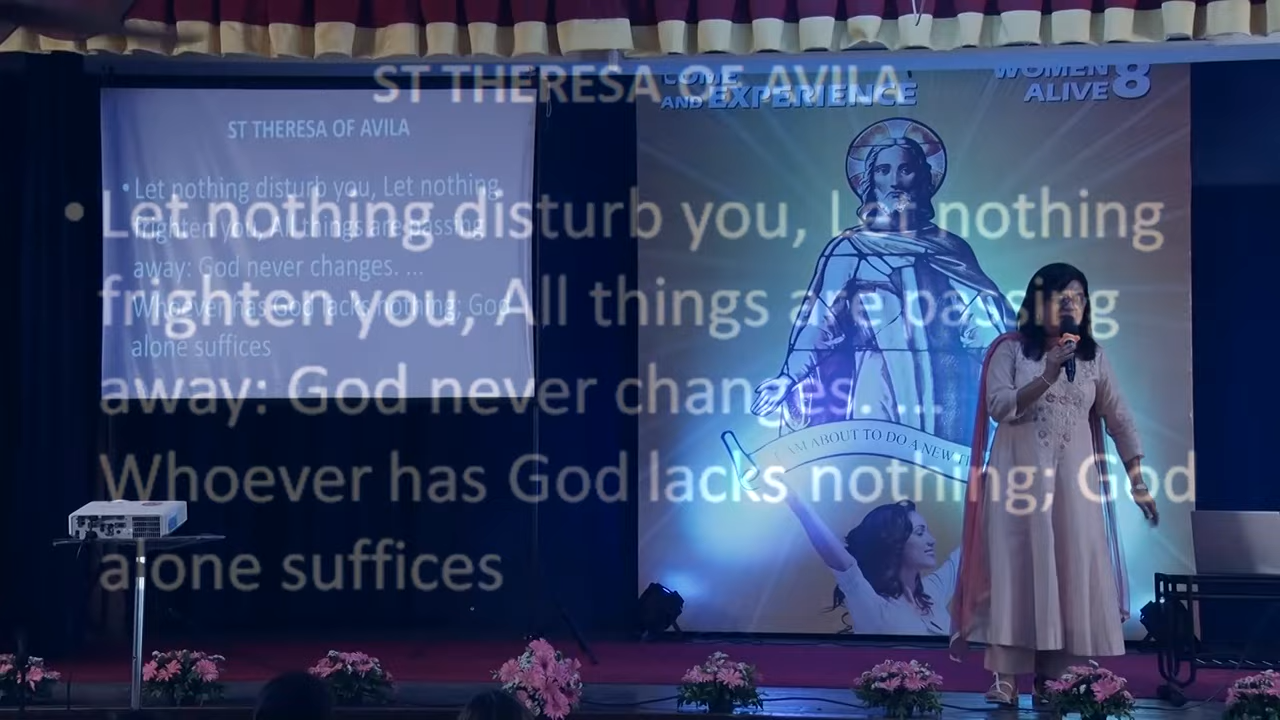 ST THERESA OF AVILA
• Let nothing disturb you, Let nothing
frighten you, All things are passing
away: God never changes. ...
Whoever has God lacks nothing; God
alone suffices
ST THERESA OF AVILA
• Let nothing disturb you, Let nothing
frighten you, All things are passing
away: God never changes. ...
Whoever has God lacks nothing; God
alone suffices
COME
AND EXPERIENCE
WOMEN
ALIVE 8
I AM ABOUT TO DO A NEW